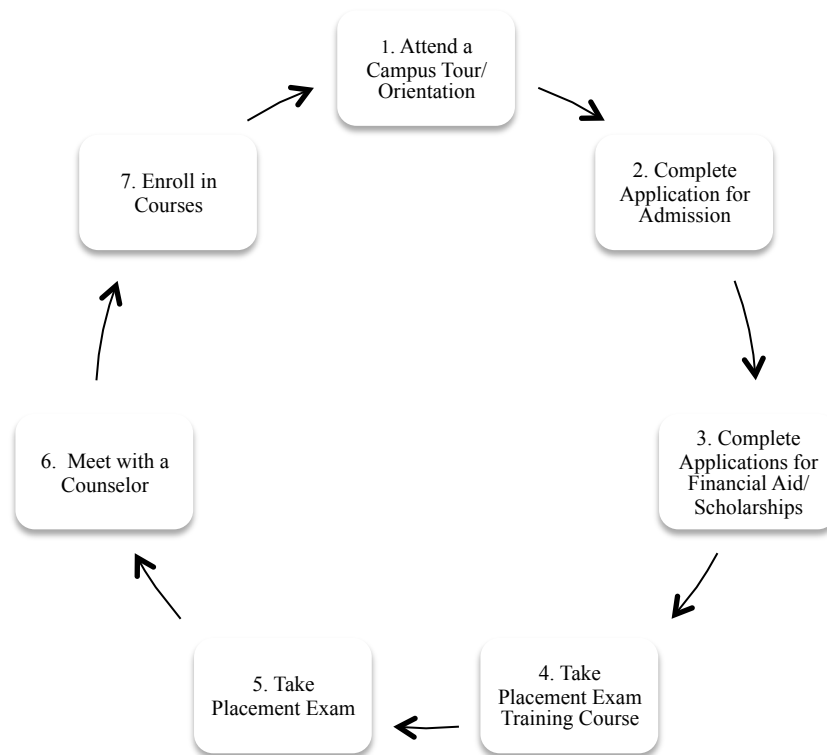 1. Attend a
Campus Tour/
Orientation
2. Complete
Application for
Admission
3. Complete
Applications for
Financial Aid/
Scholarships
4. Take
Placement Exam
Training Course
5. Take
Placement Exam
6.  Meet with a
Counselor
7. Enroll in
Courses